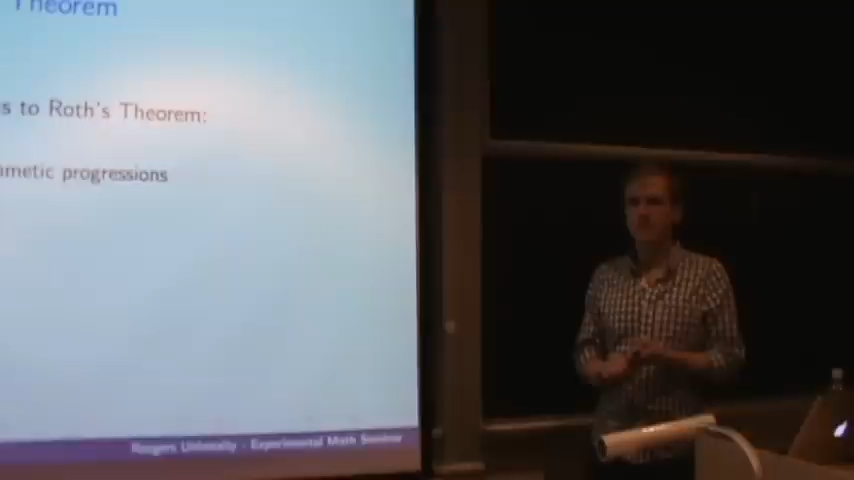 Theorem
s to Roth's Theorem:
metic progressions
Rutgers University - Experimental Math Seminar